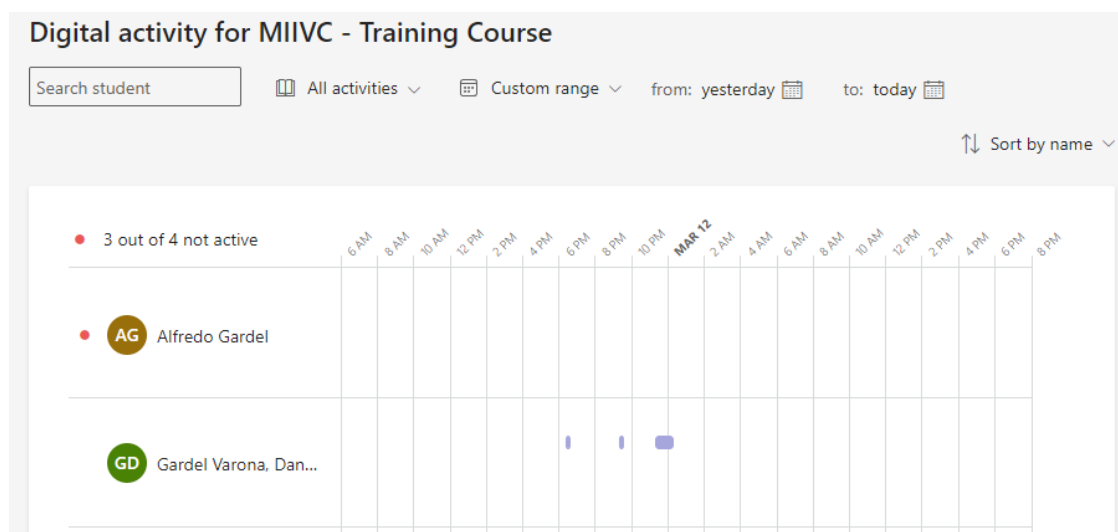 Digital activity for MIIVC - Training Course
Search student All activities Custom range from: yesterday to: today
Sort by name
3 out of 4 not active 6 AM 8 AM 10 AM 12 PM 2 PM 4 PM 6 PM 8 PM 10 PM MAR 12 2 AM 4 AM 6 AM 8 AM 10 AM 12 PM 2 PM 4 PM 6 PM 8 PM
AG Alfredo Gardel
GD Gardel Varona, Dan...